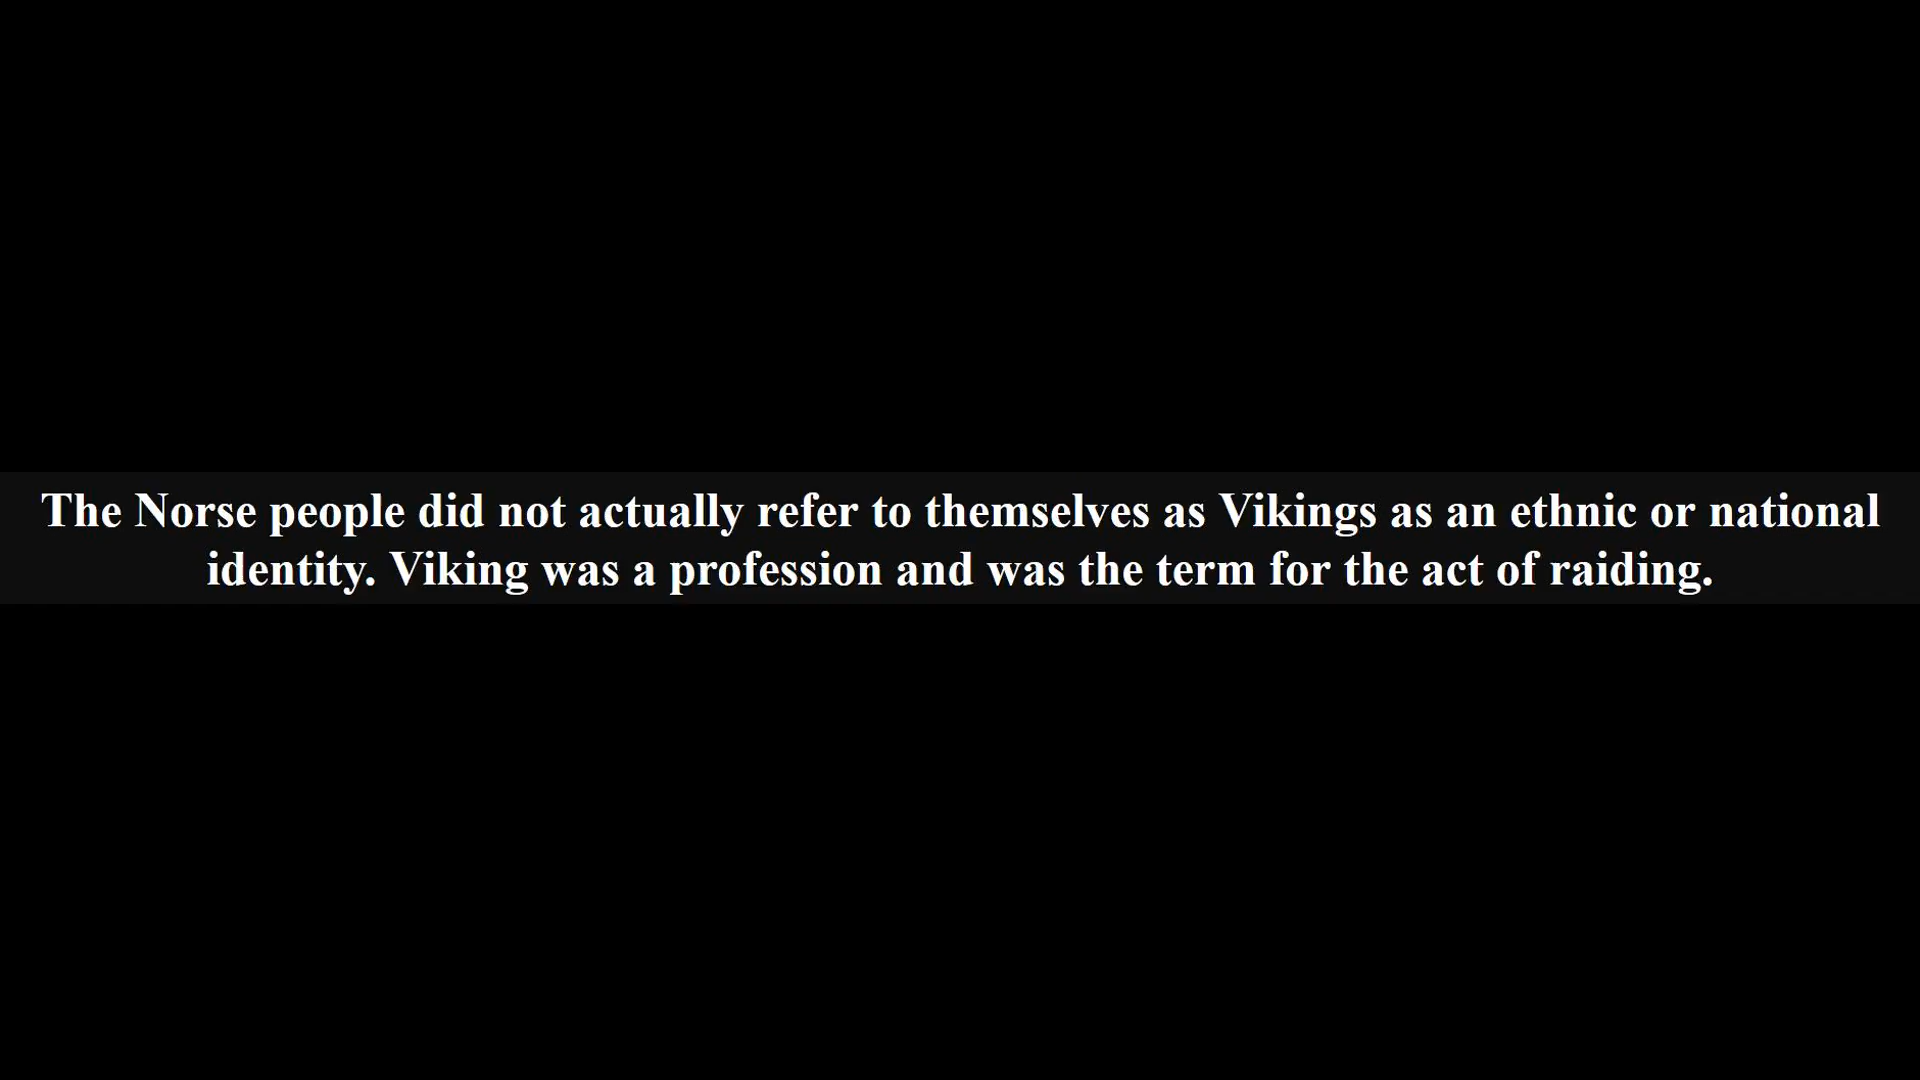 The Norse people did not actually refer to themselves as Vikings as an ethnic or national
identity. Viking was a profession and was the term for the act of raiding.